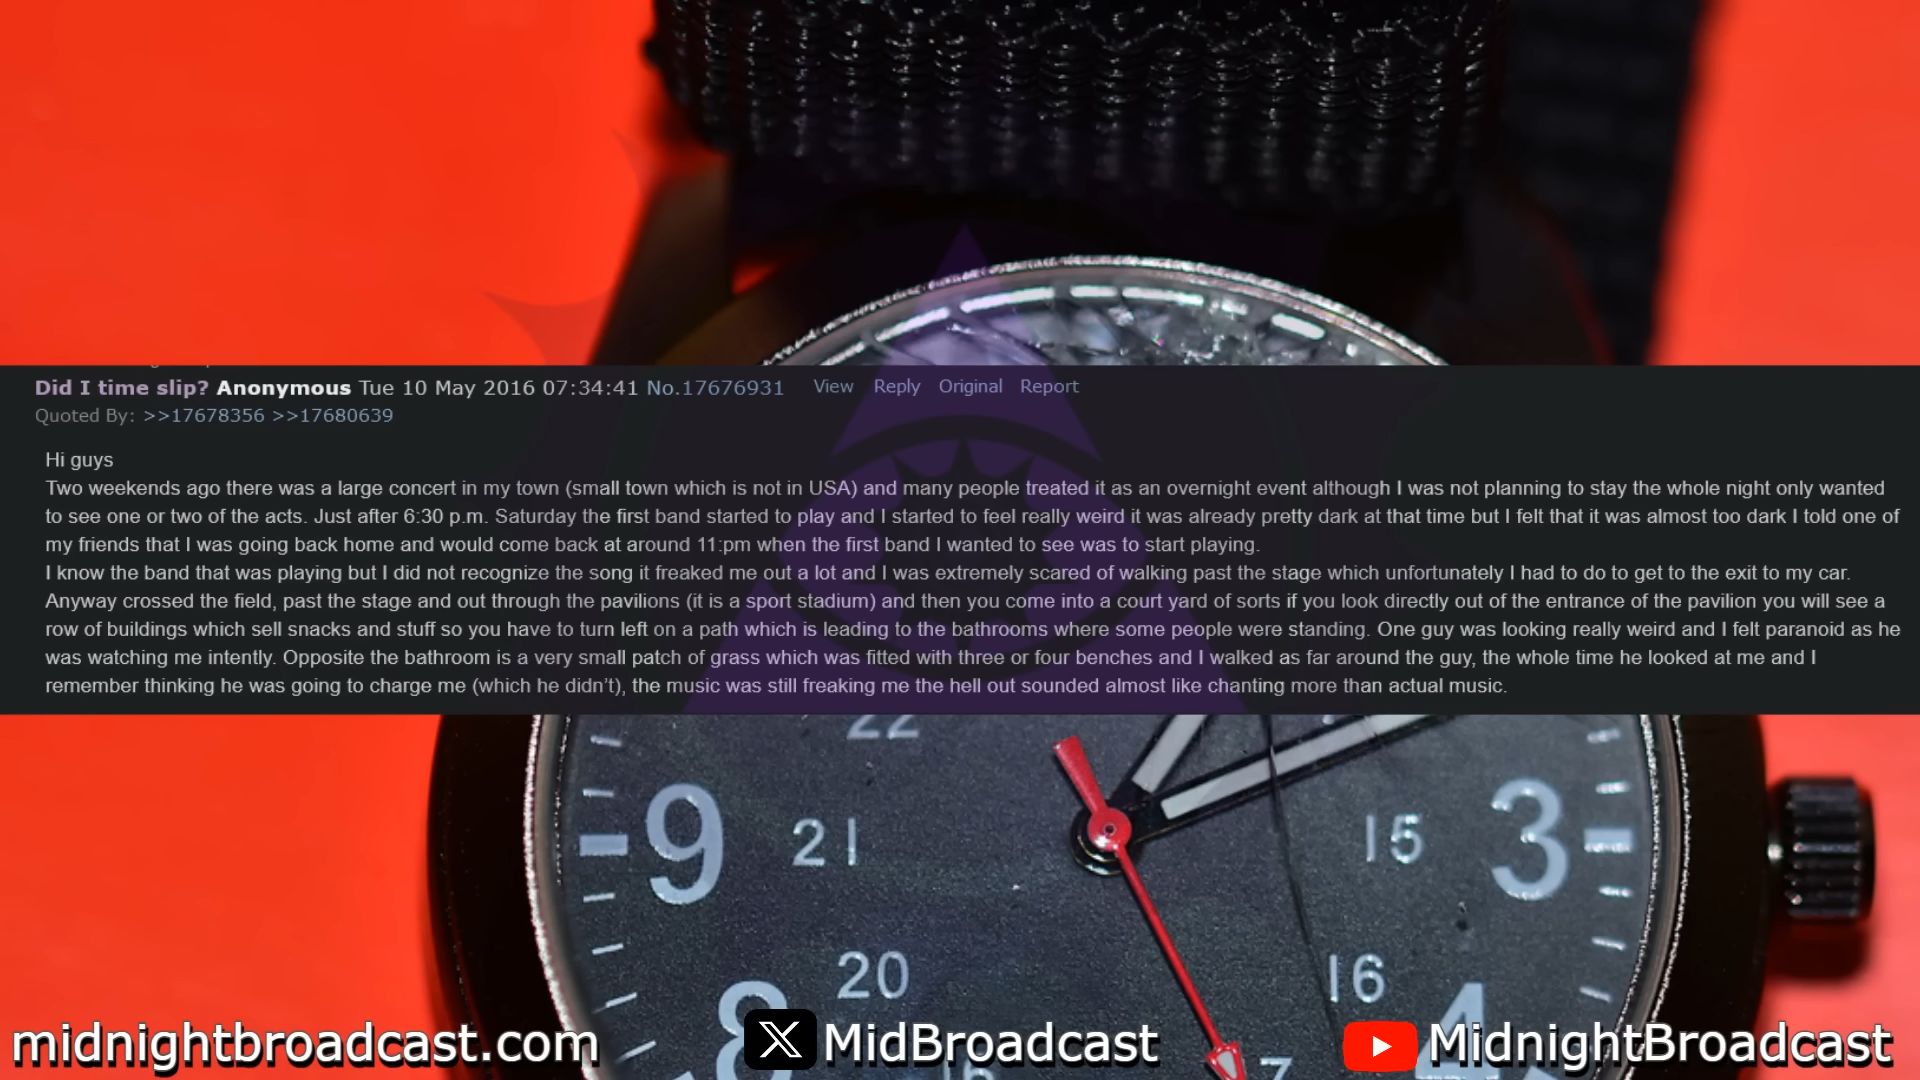 Did I time slip? Anonymous Tue 10 May 2016 07:34:41 No.17676931 View Reply Original Report
Quoted By: >>17678356 >>17680639
Hi guys
Two weekends ago there was a large concert in my town (small town which is not in USA) and many people treated it as an overnight event although I was not planning to stay the whole night only wanted
to see one or two of the acts. Just after 6:30 p.m. Saturday the first band started to play and I started to feel really weird it was already pretty dark at that time but I felt that it was almost too dark I told one of
my friends that I was going back home and would come back at around 11:pm when the first band I wanted to see was to start playing.
I know the band that was playing but I did not recognize the song it freaked me out a lot and I was extremely scared of walking past the stage which unfortunately I had to do to get to the exit to my car.
Anyway crossed the field, past the stage and out through the pavilions (it is a sport stadium) and then you come into a court yard of sorts if you look directly out of the entrance of the pavilion you will see a
row of buildings which sell snacks and stuff so you have to turn left on a path which is leading to the bathrooms where some people were standing. One guy was looking really weird and I felt paranoid as he
was watching me intently. Opposite the bathroom is a very small patch of grass which was fitted with three or four benches and I walked as far around the guy, the whole time he looked at me and I
remember thinking he was going to charge me (which he didn't), the music was still freaking me the hell out sounded almost like chanting more than actual music.
22
9 21 15 3
20 16
8 4
midnightbroadcast.com MidBroadcast MidnightBroadcast